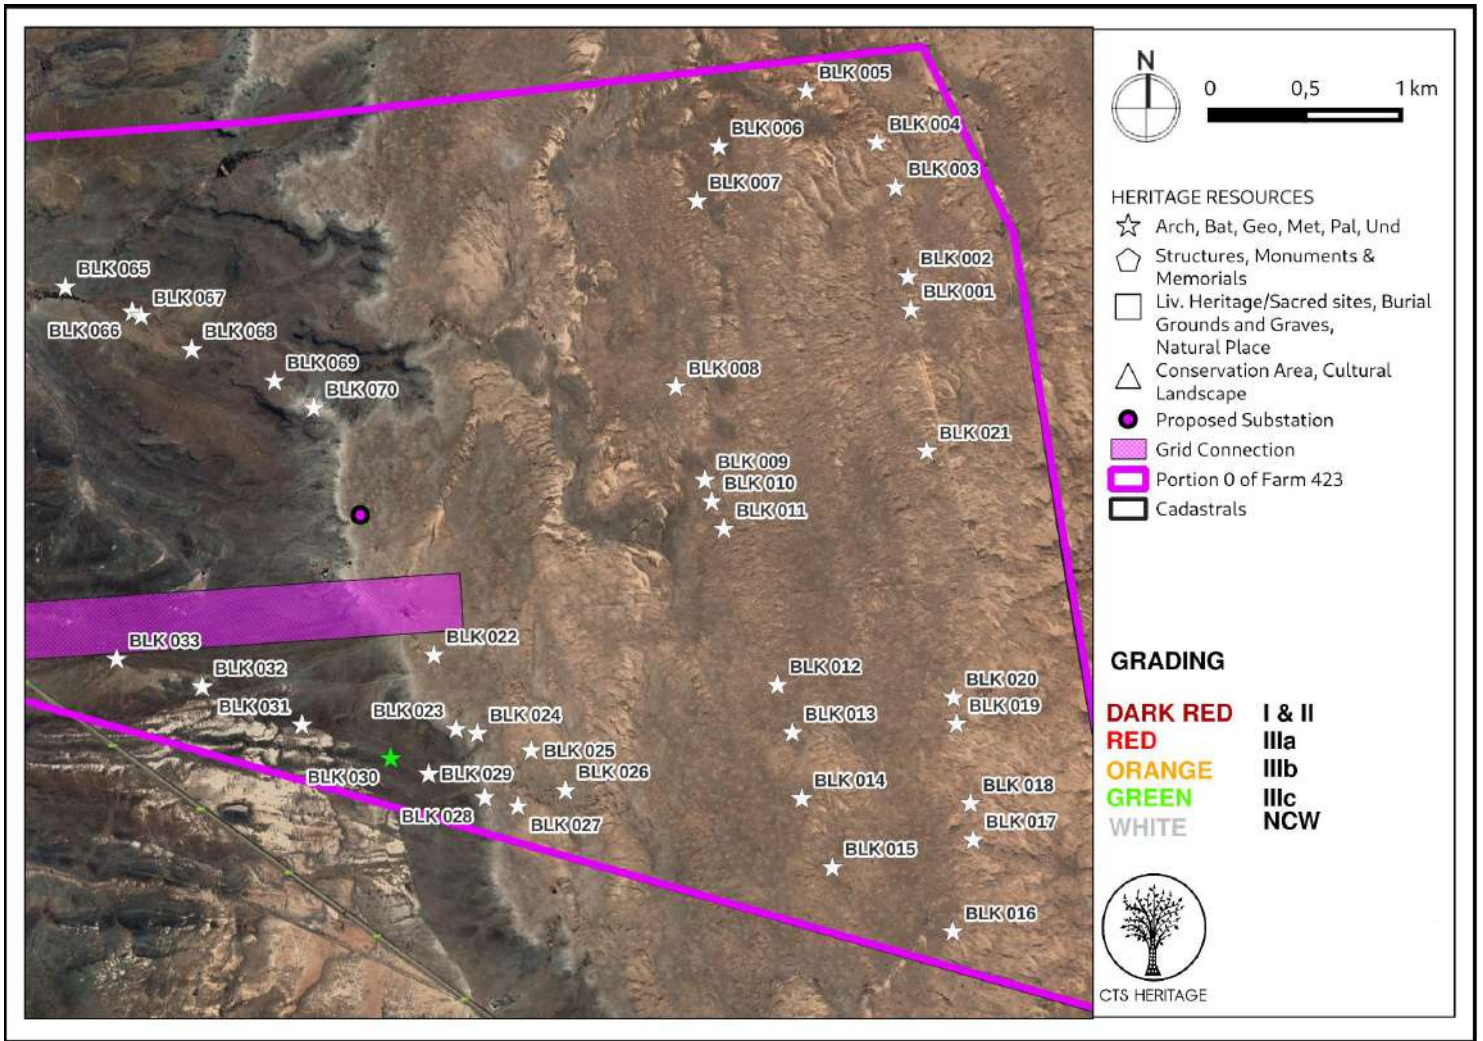 BLK 005
BLK 006
BLK 004
BLK 007
BLK 003
BLK 002
BLK 001
BLK 065
BLK 067
BLK 066
BLK 068
BLK 069
BLK 070
BLK 008
BLK 021
BLK 009
BLK 010
BLK 011
BLK 022
BLK 033
BLK 032
BLK 031
BLK 023
BLK 024
BLK 025
BLK 030
BLK 029
BLK 026
BLK 028
BLK 027
BLK 012
BLK 013
BLK 020
BLK 019
BLK 014
BLK 018
BLK 017
BLK 015
BLK 016
N
0 0,5 1 km
HERITAGE RESOURCES
Arch, Bat, Geo, Met, Pal, Und
Structures, Monuments &
Memorials
Liv. Heritage/Sacred sites, Burial
Grounds and Graves,
Natural Place
Conservation Area, Cultural
Landscape
Proposed Substation
Grid Connection
Portion 0 of Farm 423
Cadastrals
GRADING
DARK RED I & II
RED IIIa
ORANGE IIIb
GREEN IIIc
WHITE NCW
CTS HERITAGE